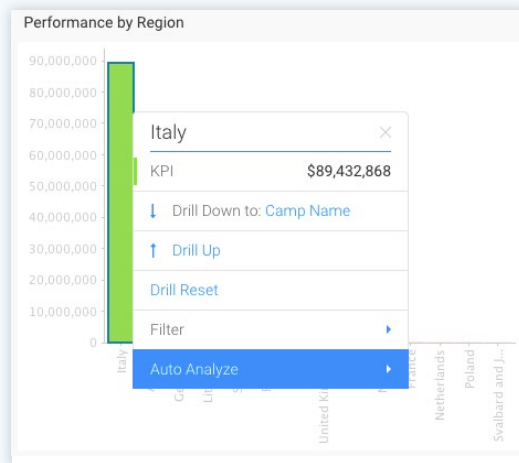 Performance by Region
90,000,000
80,000,000
70,000,000
60,000,000
50,000,000
40,000,000
30,000,000
20,000,000
10,000,000
0
Italy
KPI $89,432,868
Drill Down to: Camp Name
Drill Up
Drill Reset
Filter
Auto Analyze
Italy
France
Netherlands
Poland
Svalbard and J...